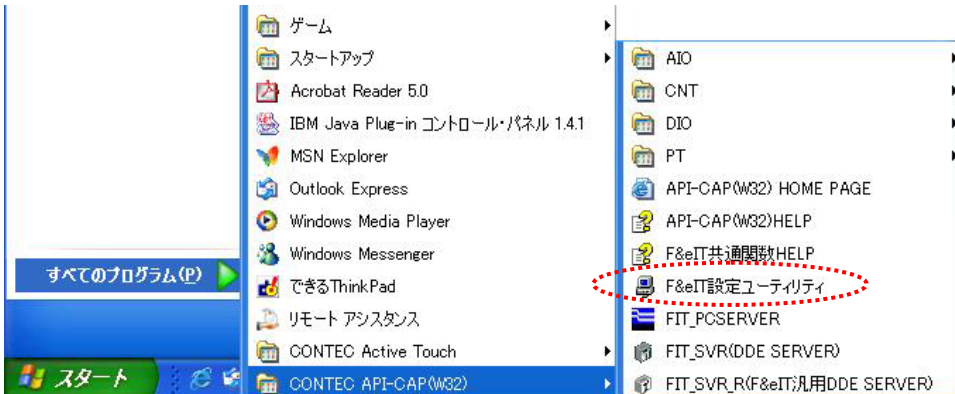 すべてのプログラム(P)
スタート
ゲーム
スタートアップ
Acrobat Reader 5.0
IBM Java Plug-in コントロール・パネル 1.4.1
MSN Explorer
Outlook Express
Windows Media Player
Windows Messenger
できるThinkPad
リモート アシスタンス
CONTEC Active Touch
CONTEC API-CAP(W32)
AIO
CNT
DIO
PT
API-CAP(W32) HOME PAGE
API-CAP(W32)HELP
F&eIT共通関数HELP
F&eIT設定ユーティリティ
FIT_PCSERVER
FIT_SVR(DDE SERVER)
FIT_SVR_R(F&eIT汎用DDE SERVER)